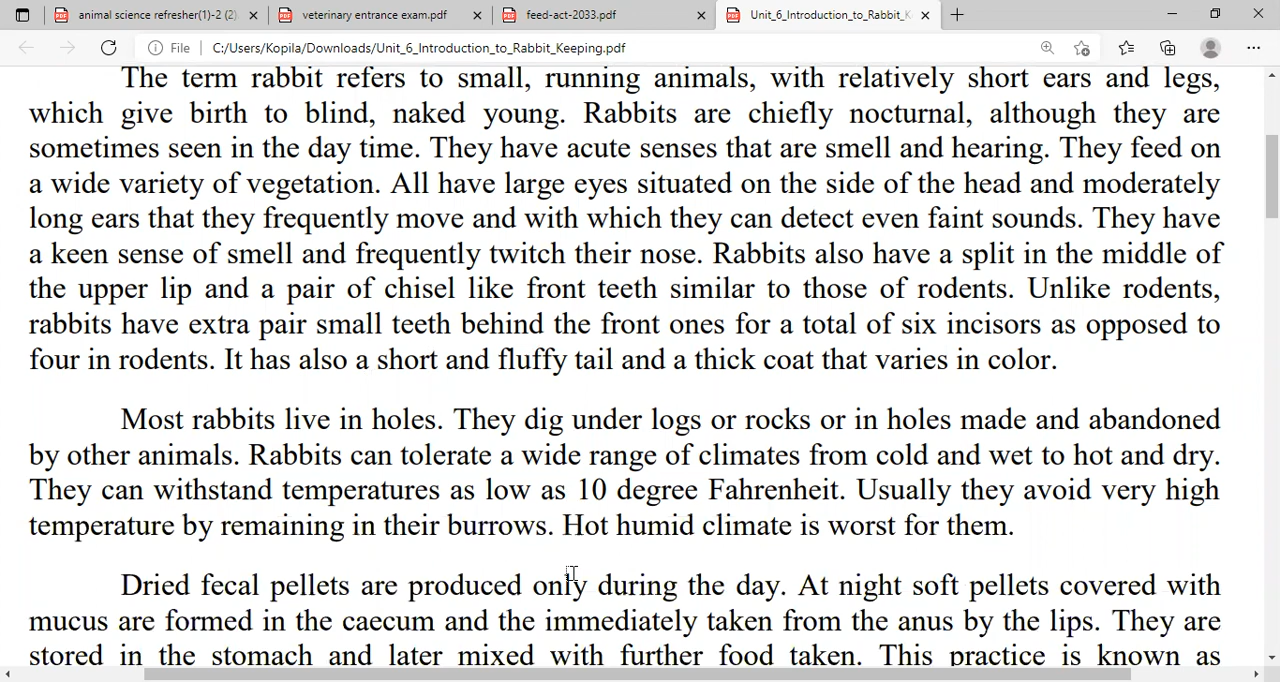 animal science refresher(1)-2 (2)
veterinary entrance exam.pdf
feed-act-2033.pdf
Unit_6_Introduction_to_Rabbit_K
File | C:/Users/Kopila/Downloads/Unit_6_Introduction_to_Rabbit_Keeping.pdf
The term rabbit refers to small, running animals, with relatively short ears and legs,
which give birth to blind, naked young. Rabbits are chiefly nocturnal, although they are
sometimes seen in the day time. They have acute senses that are smell and hearing. They feed on
a wide variety of vegetation. All have large eyes situated on the side of the head and moderately
long ears that they frequently move and with which they can detect even faint sounds. They have
a keen sense of smell and frequently twitch their nose. Rabbits also have a split in the middle of
the upper lip and a pair of chisel like front teeth similar to those of rodents. Unlike rodents,
rabbits have extra pair small teeth behind the front ones for a total of six incisors as opposed to
four in rodents. It has also a short and fluffy tail and a thick coat that varies in color.
Most rabbits live in holes. They dig under logs or rocks or in holes made and abandoned
by other animals. Rabbits can tolerate a wide range of climates from cold and wet to hot and dry.
They can withstand temperatures as low as 10 degree Fahrenheit. Usually they avoid very high
temperature by remaining in their burrows. Hot humid climate is worst for them.
Dried fecal pellets are produced only during the day. At night soft pellets covered with
mucus are formed in the caecum and the immediately taken from the anus by the lips. They are
stored in the stomach and later mixed with further food taken. This practice is known as